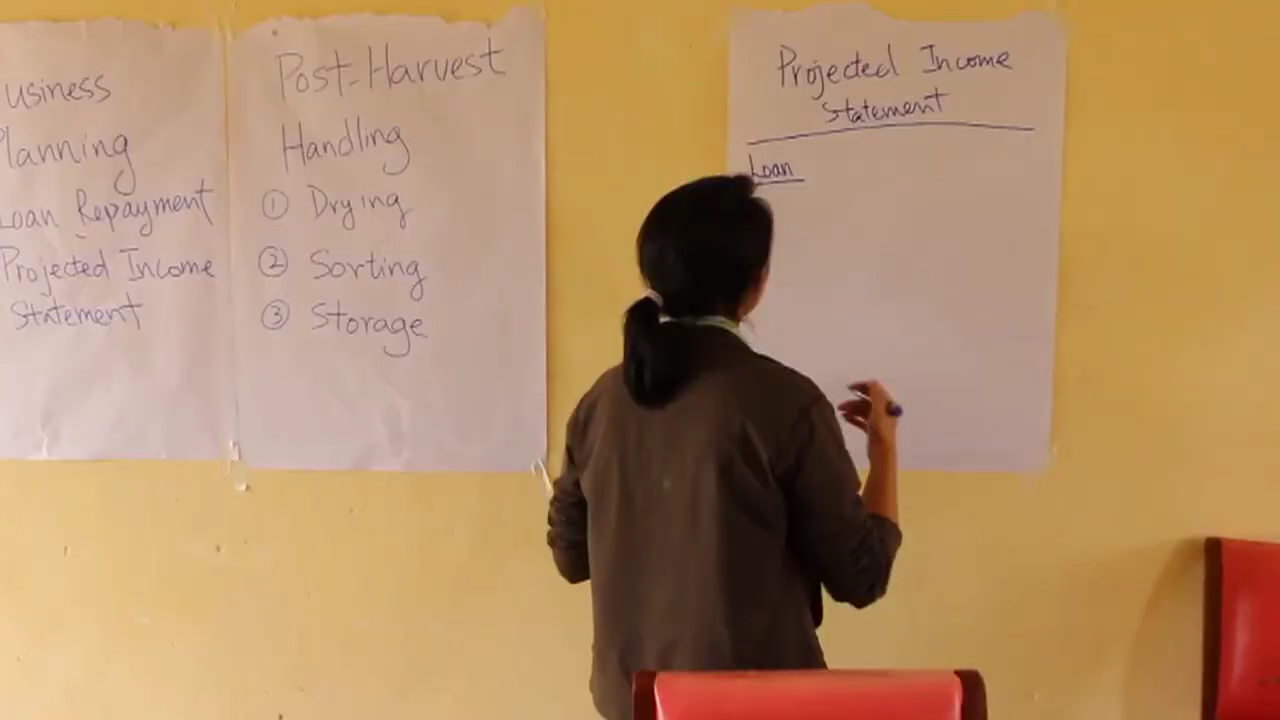 usiness
Planning
Loan Repayment
Projected Income
Statement
Post-Harvest
Handling
① Drying
② Sorting
③ Storage
Projected Income
Statement
Loan